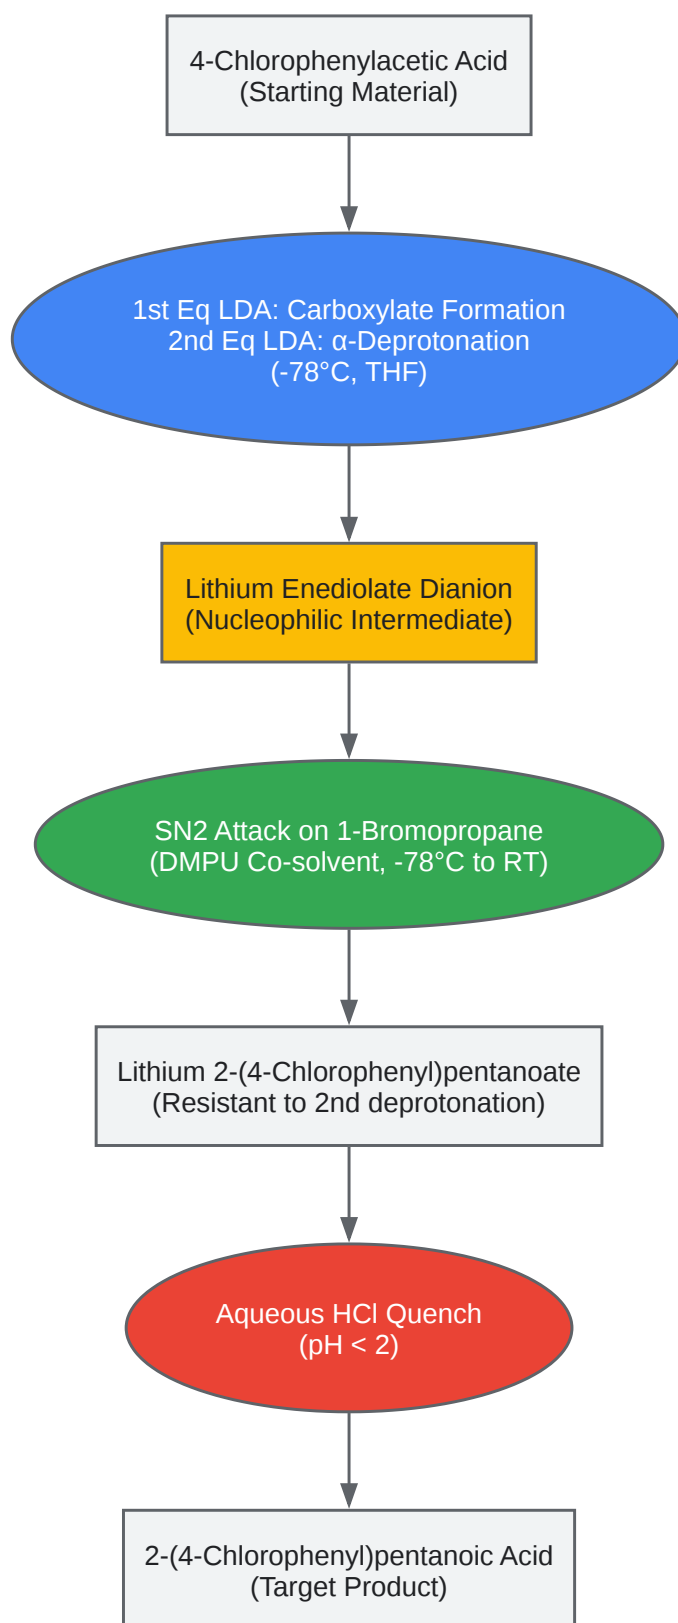 4-Chlorophenylacetic Acid
(Starting Material)
1st Eq LDA: Carboxylate Formation
2nd Eq LDA: α-Deprotonation
(-78°C, THF)
Lithium Enediolate Dianion
(Nucleophilic Intermediate)
SN2 Attack on 1-Bromopropane
(DMPU Co-solvent, -78°C to RT)
Lithium 2-(4-Chlorophenyl)pentanoate
(Resistant to 2nd deprotonation)
Aqueous HCl Quench
(pH < 2)
2-(4-Chlorophenyl)pentanoic Acid
(Target Product)